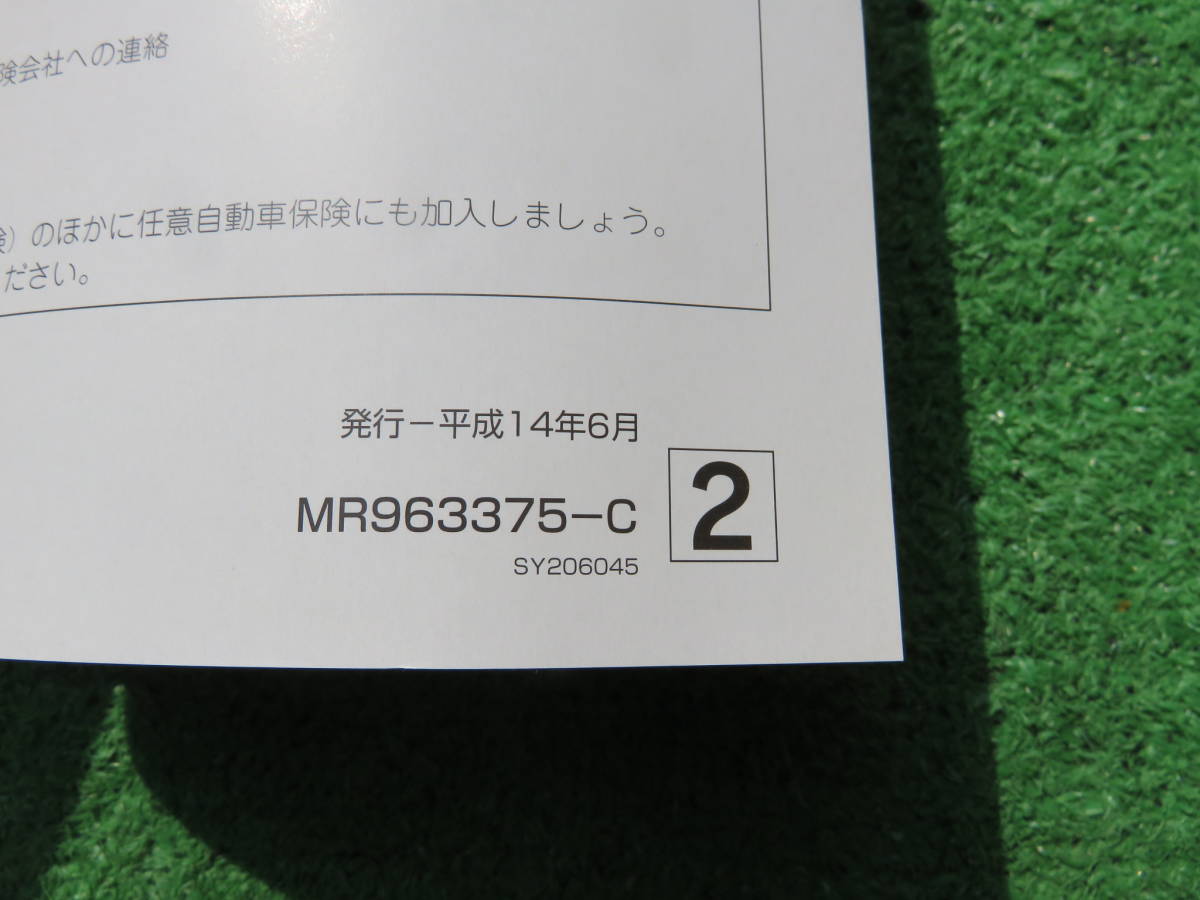 険会社への連絡
険）のほかに任意自動車保険にも加入しましょう。
ださい。
発行－平成14年6月
MR963375－C
2
SY206045